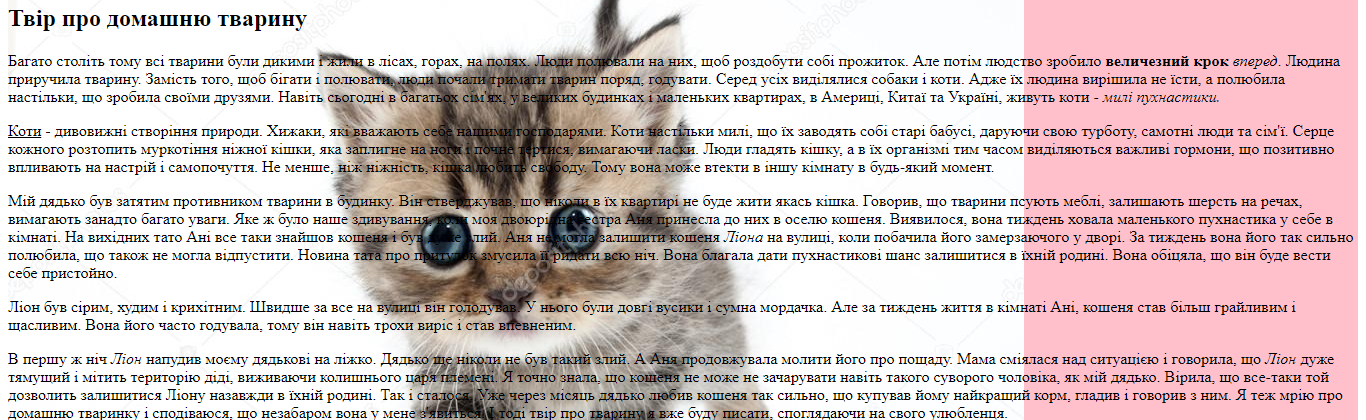 Твір про домашню тварину
Багато століть тому всі тварини були дикими і жили в лісах, горах, на полях. Люди полювали на них, щоб роздобути собі прожиток. Але потім людство зробило величезний крок вперед. Людина
приручила тварину. Замість того, щоб бігати і полювати, люди почали тримати тварин поряд, годувати. Серед усіх виділялися собаки і коти. Адже їх людина вирішила не їсти, а полюбила
настільки, що зробила своїми друзями. Навіть сьогодні в багатьох сім'ях, у великих будинках і маленьких квартирах, в Америці, Китаї та Україні, живуть коти - милі пухнастики.
Коти - дивовижні створіння природи. Хижаки, які вважають себе нашими господарями. Коти настільки милі, що їх заводять собі старі бабусі, даруючи свою турботу, самотні люди та сім'ї. Серце
кожного розтопить муркотіння ніжної кішки, яка заплигне на ноги і почне тертися, вимагаючи ласки. Люди гладять кішку, а в їх організмі тим часом виділяються важливі гормони, що позитивно
впливають на настрій і самопочуття. Не менше, ніж ніжність, кішка любить свободу. Тому вона може втекти в іншу кімнату в будь-який момент.
Мій дядько був затятим противником тварини в будинку. Він стверджував, що ніколи в їх квартирі не буде жити якась кішка. Говорив, що тварини псують меблі, залишають шерсть на речах,
вимагають занадто багато уваги. Яке ж було наше здивування, коли моя двоюрідна сестра Аня принесла до них в оселю кошеня. Виявилося, вона тиждень ховала маленького пухнастика у себе в
кімнаті. На вихідних тато Ані все таки знайшов кошеня і був дуже злий. Аня не могла залишити кошеня Ліона на вулиці, коли побачила його замерзаючого у дворі. За тиждень вона його так сильно
полюбила, що також не могла відпустити. Новина тата про притулок змусила її ридати всю ніч. Вона благала дати пухнастикові шанс залишитися в їхній родині. Вона обіцяла, що він буде вести
себе пристойно.
Ліон був сірим, худим і крихітним. Швидше за все на вулиці він голодував. У нього були довгі вусики і сумна мордачка. Але за тиждень життя в кімнаті Ані, кошеня став більш грайливим і
щасливим. Вона його часто годувала, тому він навіть трохи виріс і став впевненим.
В першу ж ніч Ліон напудив моєму дядькові на ліжко. Дядько ще ніколи не був такий злий. А Аня продовжувала молити його про пощаду. Мама сміялася над ситуацією і говорила, що Ліон дуже
тямущий і мітить територію діді, виживаючи колишнього царя племені. Я точно знала, що кошеня не може не зачарувати навіть такого суворого чоловіка, як мій дядько. Вірила, що все-таки той
дозволить залишитися Ліону назавжди в їхній родині. Так і сталося. Уже через місяць дядько любив кошеня так сильно, що купував йому найкращий корм, гладив і говорив з ним. Я теж мрію про
домашню тваринку і сподіваюся, що незабаром вона у мене з'явиться. І тоді твір про тварину я вже буду писати, споглядаючи на свого улюбленця.